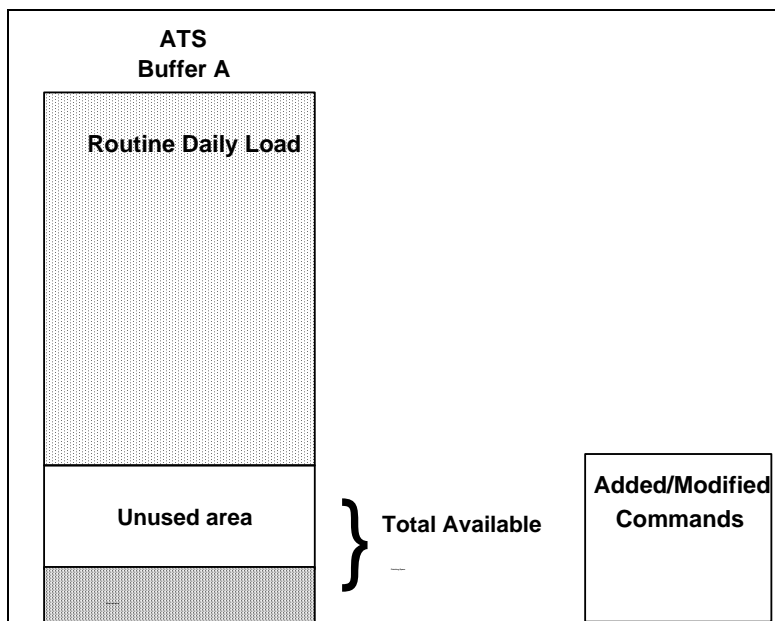 ATS
Buffer A
Routine Daily Load
Unused area
Total Available
Added/Modified
Commands